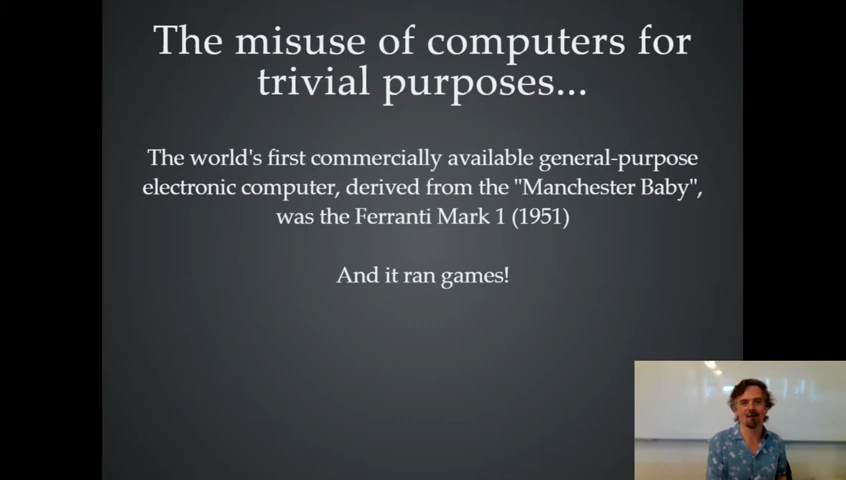 The misuse of computers for
trivial purposes...
The world's first commercially available general-purpose
electronic computer, derived from the "Manchester Baby",
was the Ferranti Mark 1 (1951)
And it ran games!